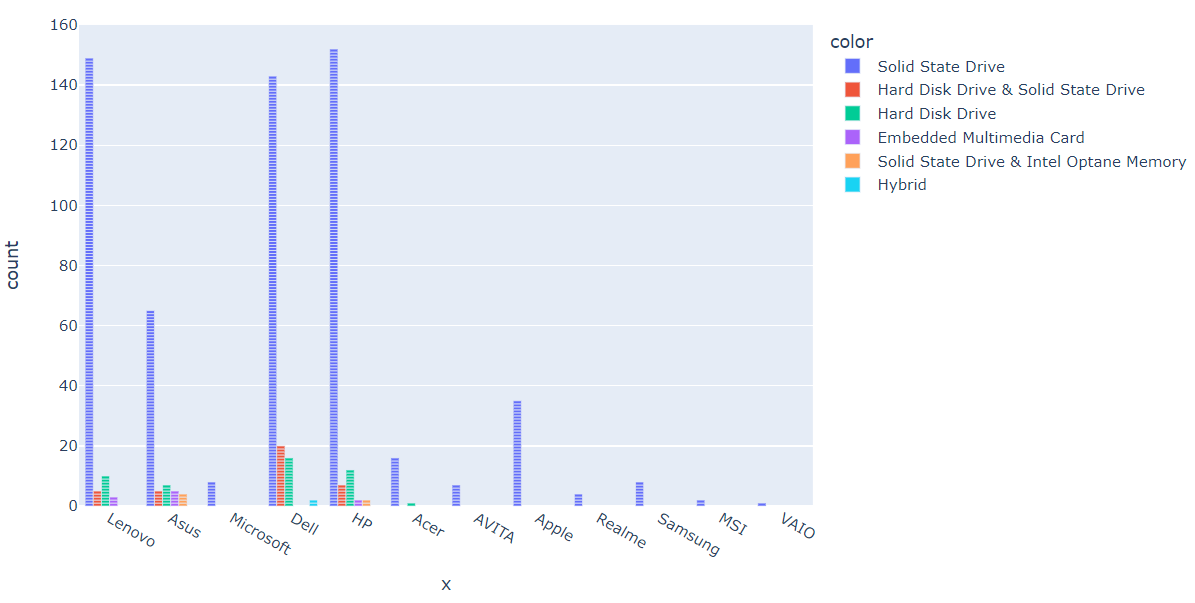 160
140
120
100
80
60
40
20
0
count
Lenovo
Asus
Microsoft
Dell
HP
Acer
AVITA
Apple
Realme
Samsung
MSI
VAIO
x
color
Solid State Drive
Hard Disk Drive & Solid State Drive
Hard Disk Drive
Embedded Multimedia Card
Solid State Drive & Intel Optane Memory
Hybrid